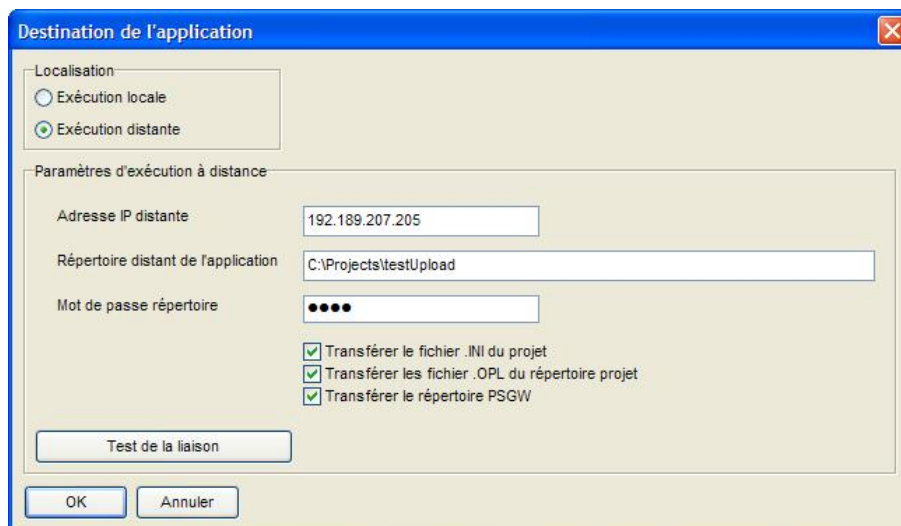 Destination de l'application
Localisation
Exécution locale
Exécution distante
Paramètres d'exécution à distance
Adresse IP distante
192.189.207.205
Répertoire distant de l'application
C:\Projects\testUpload
Mot de passe répertoire
●●●●
Transférer le fichier .INI du projet
Transférer les fichier .OPL du répertoire projet
Transférer le répertoire PSGW
Test de la liaison
OK
Annuler